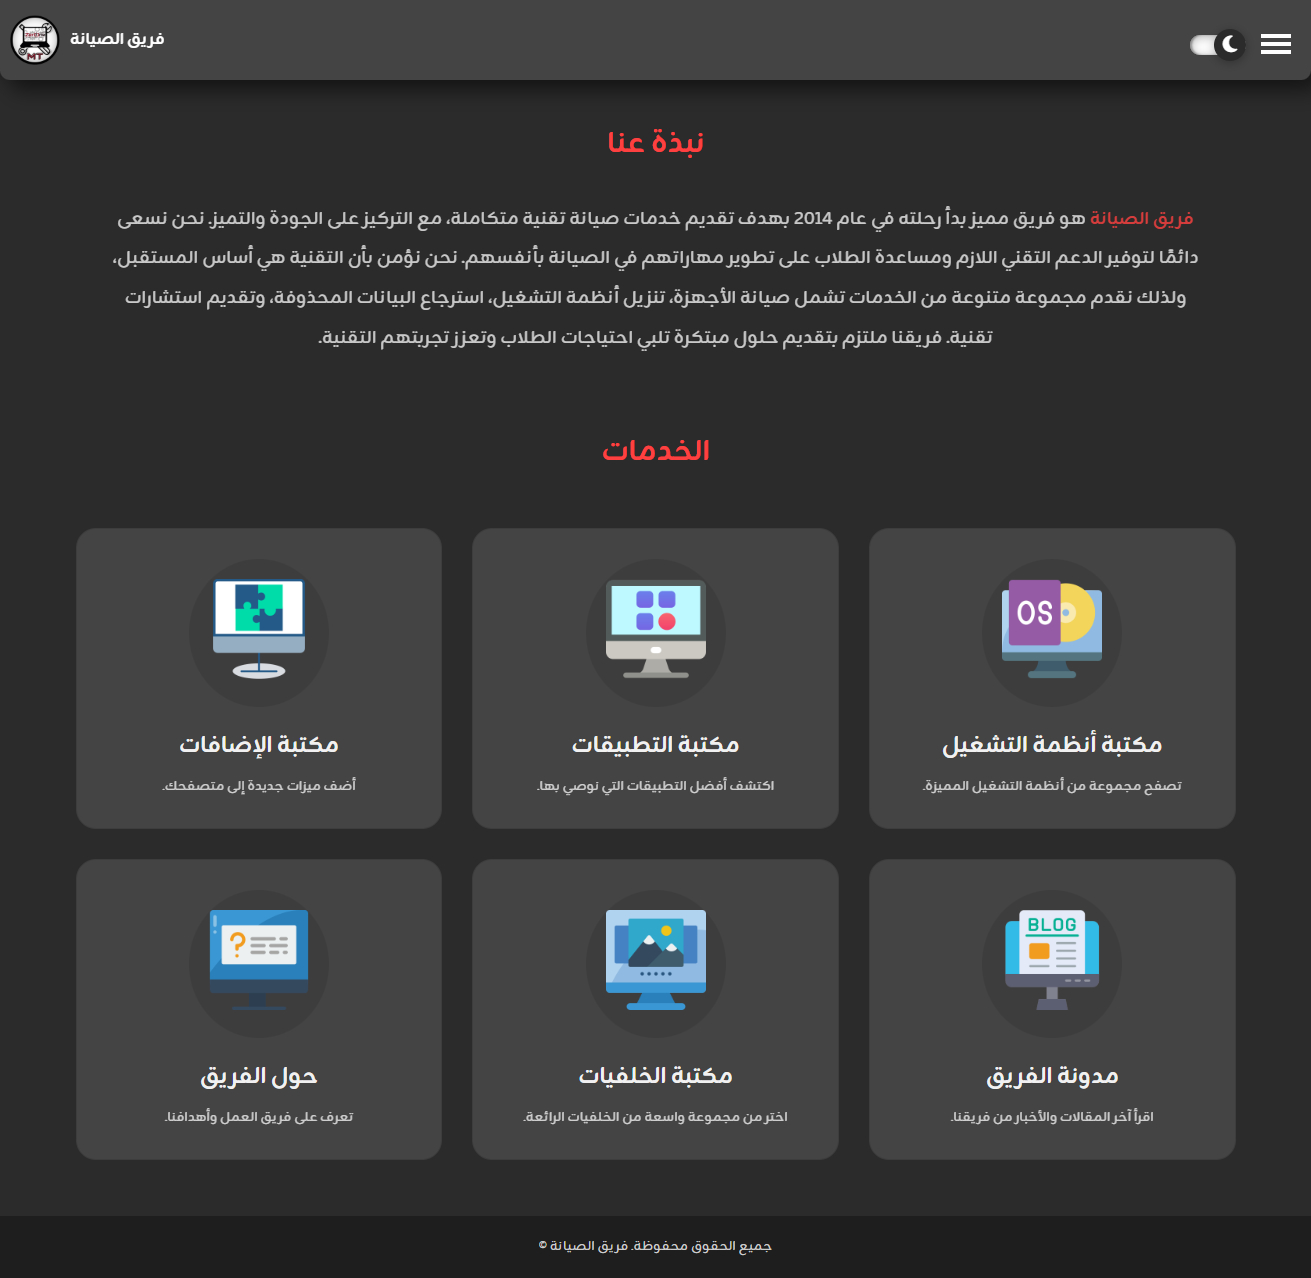 فريق الصيانة
MT
نبذة عنا
فريق الصيانة هو فريق مميز بدأ رحلته في عام 2014 بهدف تقديم خدمات صيانة تقنية متكاملة، مع التركيز على الجودة والتميز. نحن نسعى
دائمًا لتوفير الدعم التقني اللازم ومساعدة الطلاب على تطوير مهاراتهم في الصيانة بأنفسهم. نحن نؤمن بأن التقنية هي أساس المستقبل،
ولذلك نقدم مجموعة متنوعة من الخدمات تشمل صيانة الأجهزة، تنزيل أنظمة التشغيل، استرجاع البيانات المحذوفة، وتقديم استشارات
تقنية. فريقنا ملتزم بتقديم حلول مبتكرة تلبي احتياجات الطلاب وتعزز تجربتهم التقنية.
الخدمات
OS
مكتبة أنظمة التشغيل
تصفح مجموعة من أنظمة التشغيل المميزة.
مكتبة التطبيقات
اكتشف أفضل التطبيقات التي نوصي بها.
مكتبة الإضافات
أضف ميزات جديدة إلى متصفحك.
BLOG
مدونة الفريق
اقرأ آخر المقالات والأخبار من فريقنا.
مكتبة الخلفيات
اختر من مجموعة واسعة من الخلفيات الرائعة.
?
حول الفريق
تعرف على فريق العمل وأهدافنا.
جميع الحقوق محفوظة. فريق الصيانة ©